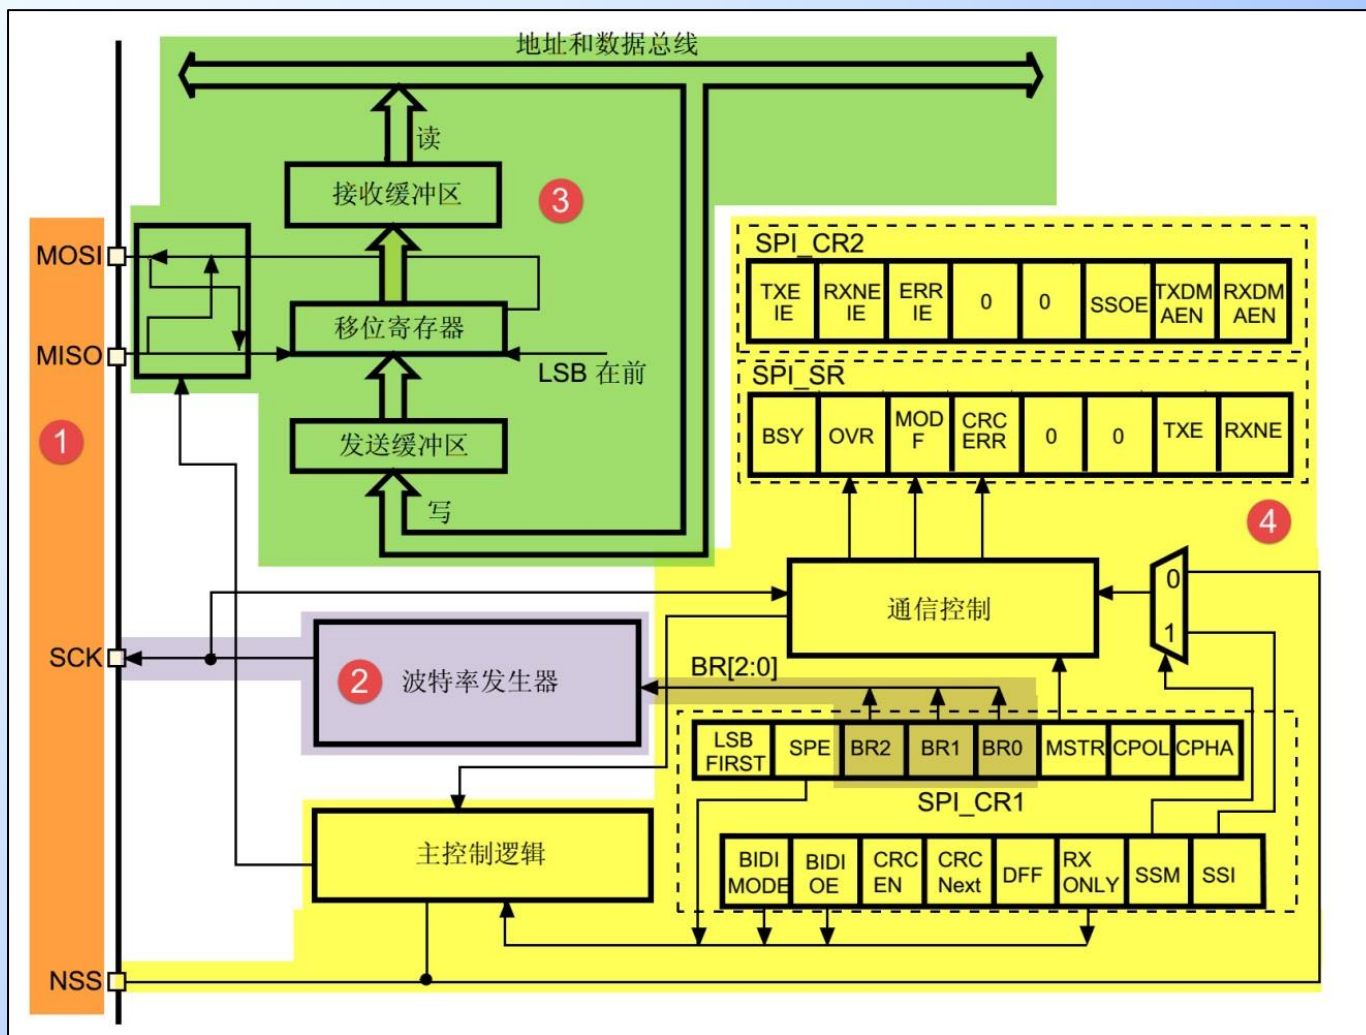 地址和数据总线
读
接收缓冲区
3
MOSI
移位寄存器
MISO
LSB 在前
1
发送缓冲区
写
SPI_CR2
TXE
IE
RXNE
IE
ERR
IE
0
0
SSOE
TXDM
AEN
RXDM
AEN
SPI_SR
BSY
OVR
MOD
F
CRC
ERR
0
0
TXE
RXNE
4
通信控制
0
1
SCK
2
波特率发生器
BR[2:0]
LSB
FIRST
SPE
BR2
BR1
BR0
MSTR
CPOL
CPHA
SPI_CR1
主控制逻辑
BIDI
MODE
BIDI
OE
CRC
EN
CRC
Next
DFF
RX
ONLY
SSM
SSI
NSS